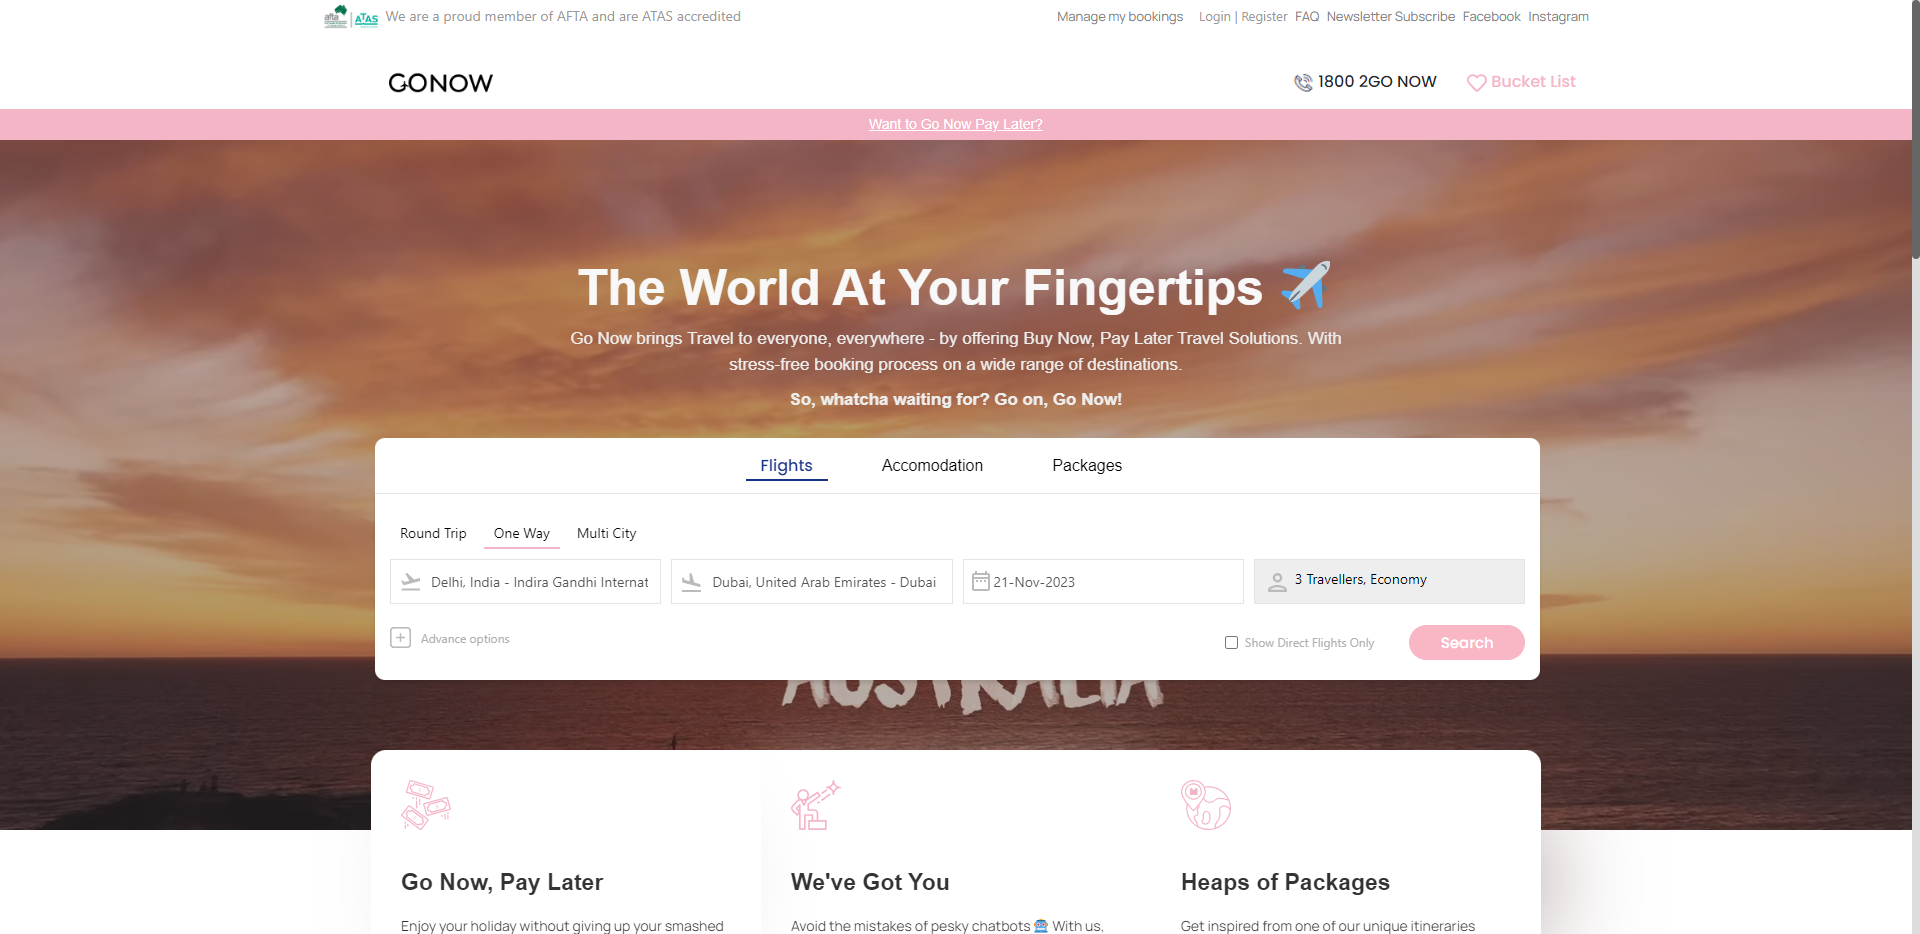 We are a proud member of AFTA and are ATAS accredited
Manage my bookings Login | Register FAQ Newsletter Subscribe Facebook Instagram
afta
ATAS
GONOW
1800 2GO NOW
Bucket List
Want to Go Now Pay Later?
The World At Your Fingertips
Go Now brings Travel to everyone, everywhere - by offering Buy Now, Pay Later Travel Solutions. With
stress-free booking process on a wide range of destinations.
So, whatcha waiting for? Go on, Go Now!
Flights Accomodation Packages
Round Trip One Way Multi City
Delhi, India - Indira Gandhi Internat
Dubai, United Arab Emirates - Dubai
21-Nov-2023
3 Travellers, Economy
Advance options
Show Direct Flights Only
Search
AUSTRALIA
Go Now, Pay Later
Enjoy your holiday without giving up your smashed
We've Got You
Avoid the mistakes of pesky chatbots With us,
Heaps of Packages
Get inspired from one of our unique itineraries